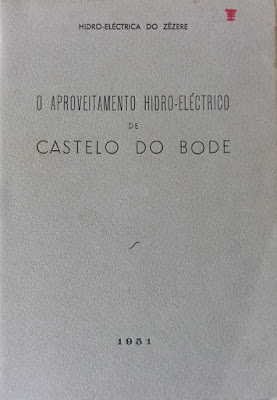 HIDRO-ELÉCTRICA DO ZÊZERE
O APROVEITAMENTO HIDRO-ELÉCTRICO
DE
CASTELO DO BODE
1951